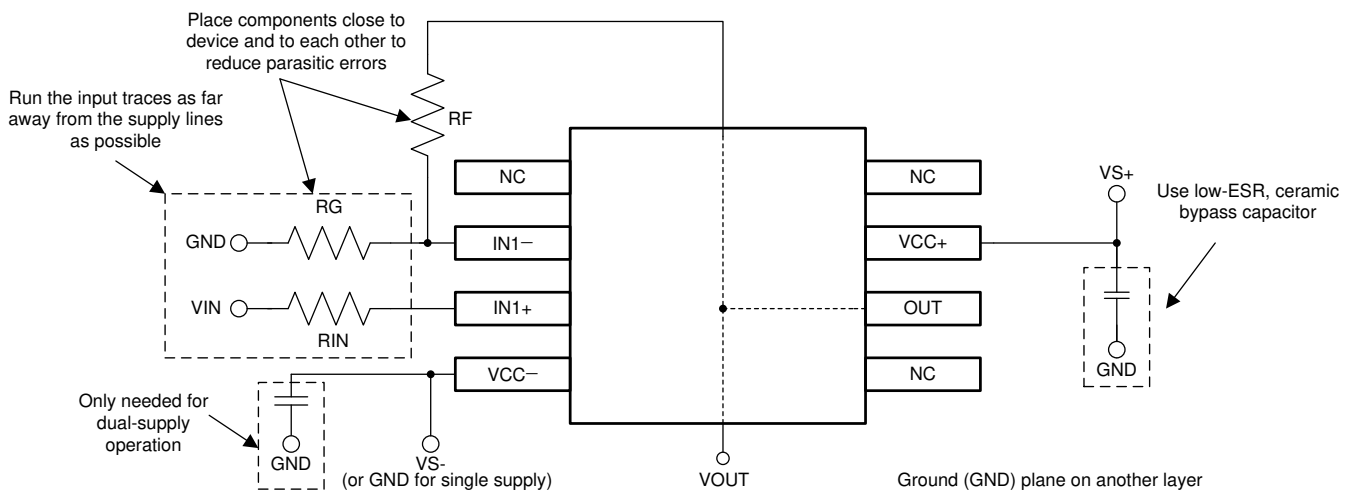 Place components close to
device and to each other to
reduce parasitic errors
Run the input traces as far
away from the supply lines
as possible
RF
NC
NC
VS+
Use low-ESR, ceramic
bypass capacitor
RG
GND
IN1−
VCC+
VIN
IN1+
OUT
RIN
GND
VCC−
NC
Only needed for
dual-supply
operation
GND
VS-
(or GND for single supply)
VOUT
Ground (GND) plane on another layer